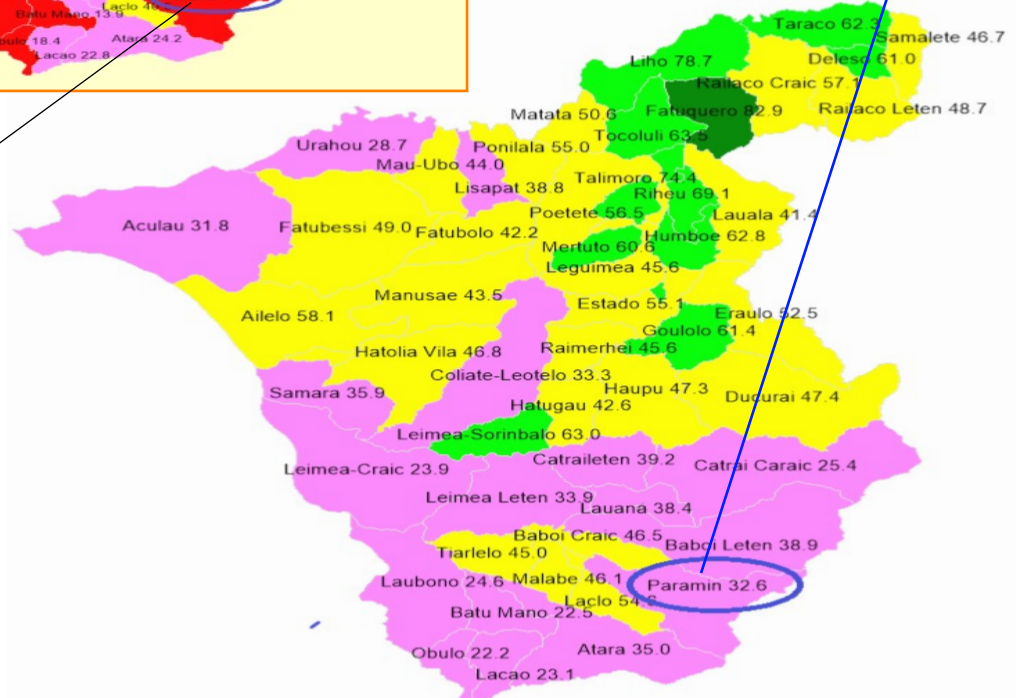 Batu Mano 13.9
Atara 24.2
18.4
Lacao 22.8
Taraco 62.3
Samalete 46.7
Liho 78.7
Deleso 61.0
Railaco Craic 57.1
Matata 50.6
Fatuquero 82.9
Railaco Leten 48.7
Tocoluli 63.5
Urahou 28.7
Ponilala 55.0
Mau-Ubo 44.0
Talimoro 74.4
Lisapat 38.8
Riheu 69.1
Poetete 56.5
Lauala 41.4
Aculau 31.8
Fatubessi 49.0
Fatubolo 42.2
Humboe 62.8
Mertuto 60.6
Leguimea 45.6
Manusae 43.5
Estado 55.1
Ailelo 58.1
Eraulo 52.5
Goulolo 61.4
Hatolia Vila 46.8
Raimerhei 45.6
Coliate-Leotelo 33.3
Samara 35.9
Haupu 47.3
Ducurai 47.4
Hatugau 42.6
Leimea-Sorinbalo 63.0
Leimea-Craic 23.9
Catraileten 39.2
Catrai Caraic 25.4
Leimea Leten 33.9
Lauana 38.4
Baboi Craic 46.5
Baboi Leten 38.9
Tiarlelo 45.0
Laubono 24.6
Malabe 46.1
Paramin 32.6
Laclo
Batu Mano 22.5
Obulo 22.2
Atara 35.0
Lacao 23.1